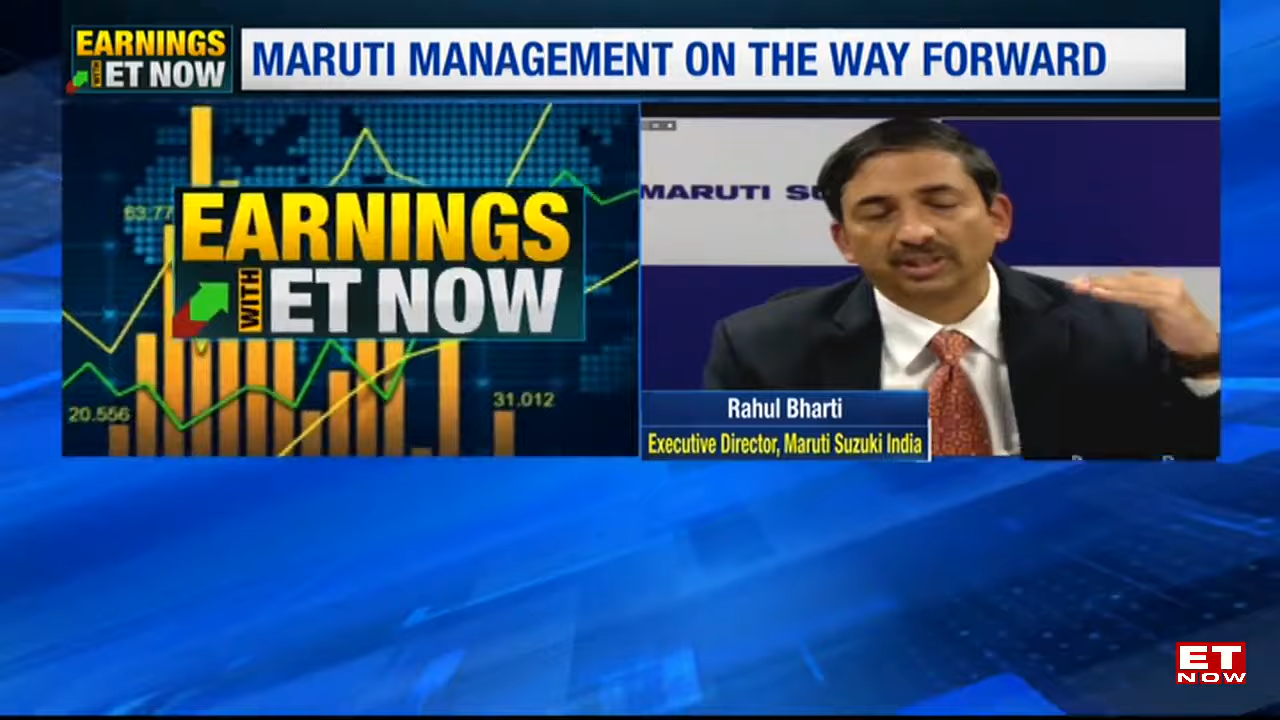 EARNINGS
WITH
ET NOW
MARUTI MANAGEMENT ON THE WAY FORWARD
63.77
EARNINGS
WITH
ET NOW
20.556
31.012
MARUTI SU
Rahul Bharti
Executive Director, Maruti Suzuki India
ET
NOW